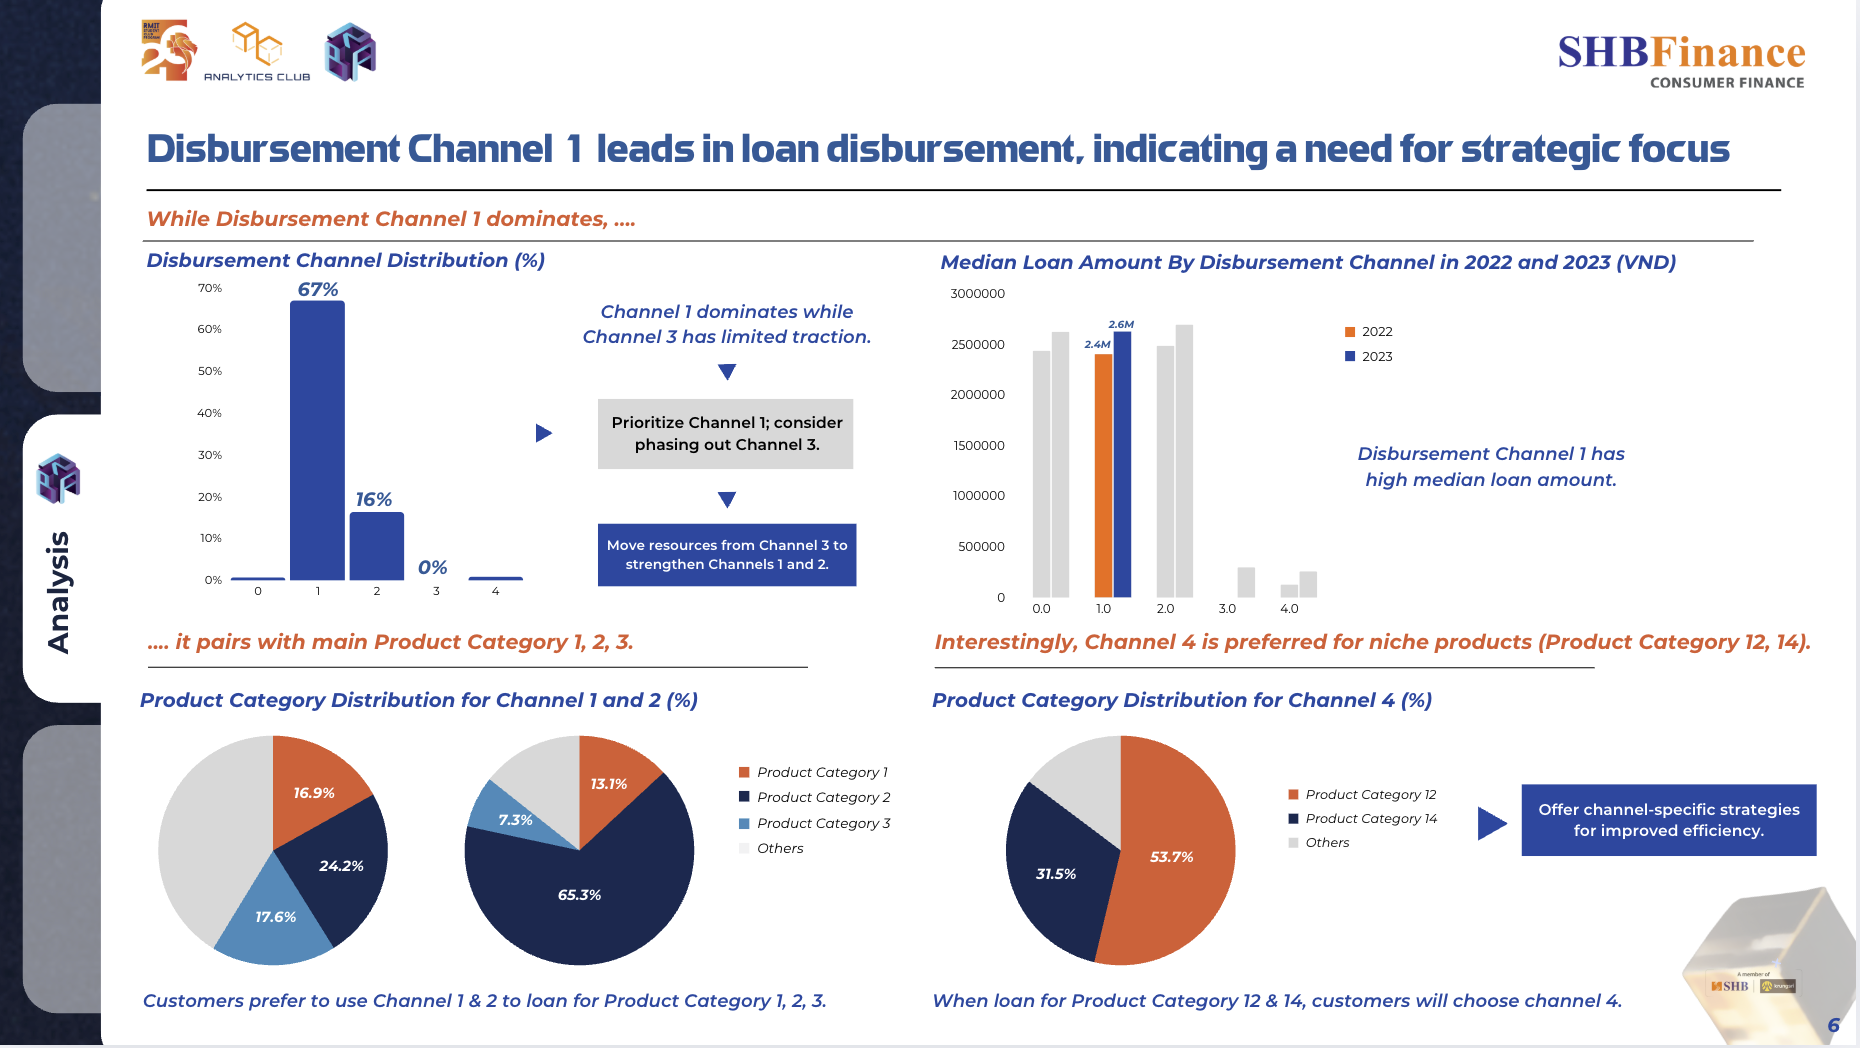 RMIT
STUDENT
CLUB
PROGRAM
ANALYTICS CLUB
SHBFinance
CONSUMER FINANCE
Disbursement Channel 1 leads in loan disbursement, indicating a need for strategic focus
While Disbursement Channel 1 dominates, ....
Disbursement Channel Distribution (%)
70%
60%
50%
40%
30%
20%
10%
0%
67%
16%
0%
0 1 2 3 4
Channel 1 dominates while
Channel 3 has limited traction.
Prioritize Channel 1; consider
phasing out Channel 3.
Move resources from Channel 3 to
strengthen Channels 1 and 2.
Median Loan Amount By Disbursement Channel in 2022 and 2023 (VND)
3000000
2500000
2000000
1500000
1000000
500000
0
2.4M
2.6M
0.0 1.0 2.0 3.0 4.0
2022
2023
Disbursement Channel 1 has
high median loan amount.
Analysis
.... it pairs with main Product Category 1, 2, 3.
Product Category Distribution for Channel 1 and 2 (%)
16.9%
24.2%
17.6%
13.1%
7.3%
65.3%
Product Category 1
Product Category 2
Product Category 3
Others
Customers prefer to use Channel 1 & 2 to loan for Product Category 1, 2, 3.
Interestingly, Channel 4 is preferred for niche products (Product Category 12, 14).
Product Category Distribution for Channel 4 (%)
53.7%
31.5%
Product Category 12
Product Category 14
Others
Offer channel-specific strategies
for improved efficiency.
When loan for Product Category 12 & 14, customers will choose channel 4.
A member of
SHB
krungsri
6